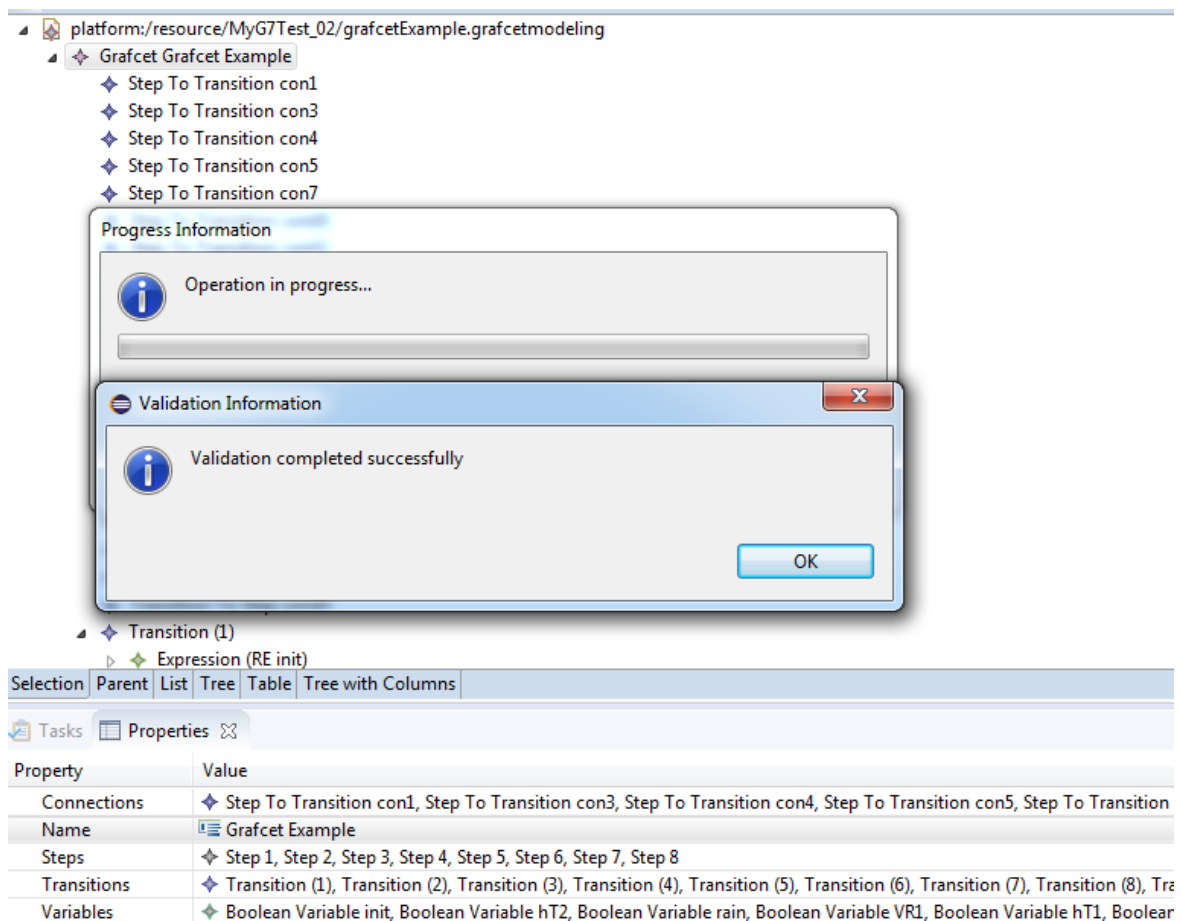 platform:/resource/MyG7Test_02/grafcetExample.grafcetmodeling
Grafcet Grafcet Example
Step To Transition con1
Step To Transition con3
Step To Transition con4
Step To Transition con5
Step To Transition con7
Progress Information
Operation in progress...
Validation Information
Validation completed successfully
OK
Transition (1)
Expression (RE init)
Selection Parent List Tree Table Tree with Columns
Tasks Properties
Property Value
Connections Step To Transition con1, Step To Transition con3, Step To Transition con4, Step To Transition con5, Step To Transition
Name Grafcet Example
Steps Step 1, Step 2, Step 3, Step 4, Step 5, Step 6, Step 7, Step 8
Transitions Transition (1), Transition (2), Transition (3), Transition (4), Transition (5), Transition (6), Transition (7), Transition (8), Tra
Variables Boolean Variable init, Boolean Variable hT2, Boolean Variable rain, Boolean Variable VR1, Boolean Variable hT1, Boolean